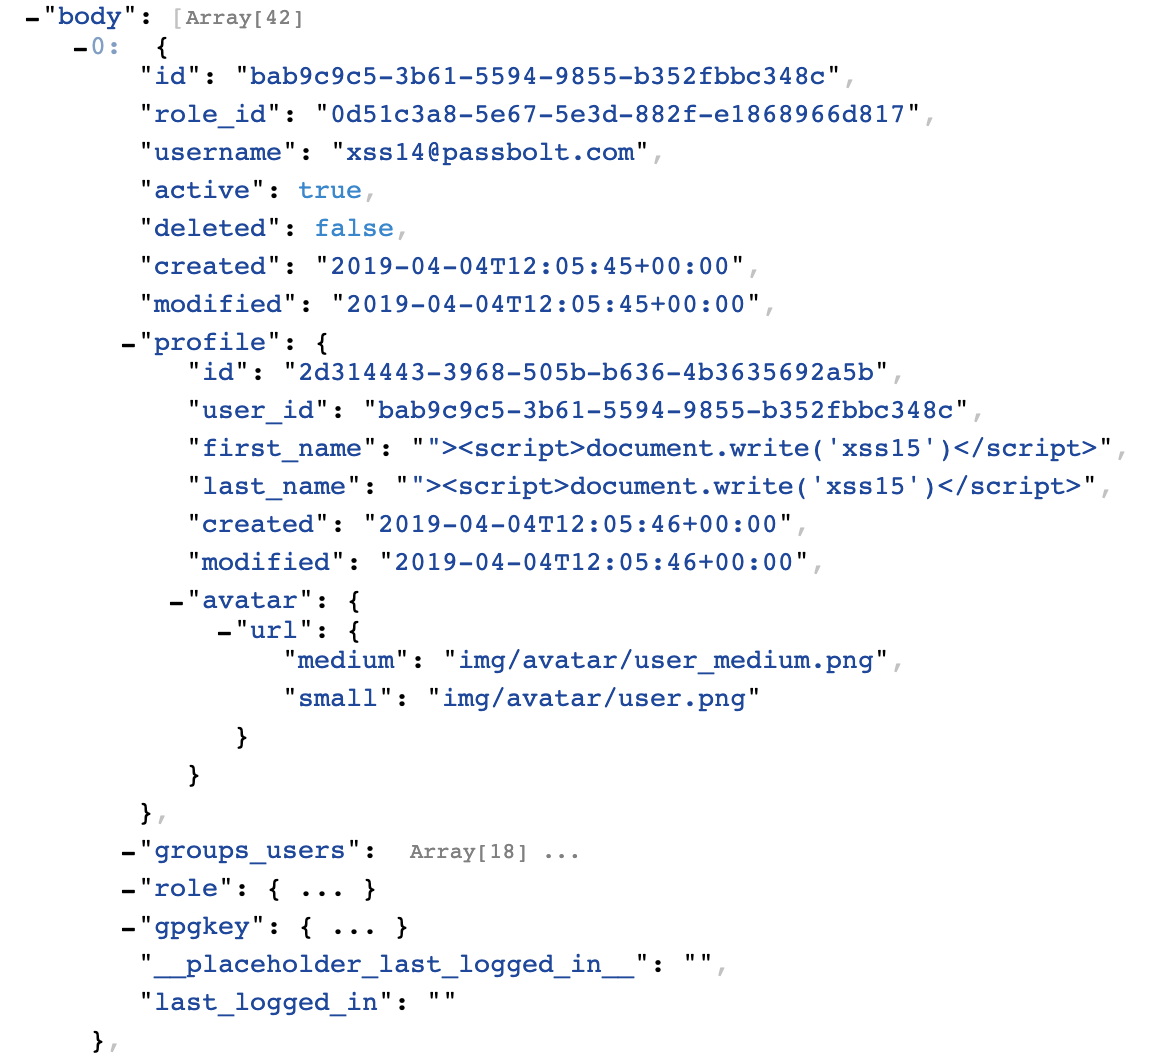 –"body": [Array[42]
–0: {
"id": "bab9c9c5-3b61-5594-9855-b352fbbc348c",
"role_id": "0d51c3a8-5e67-5e3d-882f-e1868966d817",
"username": "xss14@passbolt.com",
"active": true,
"deleted": false,
"created": "2019-04-04T12:05:45+00:00",
"modified": "2019-04-04T12:05:45+00:00",
–"profile": {
"id": "2d314443-3968-505b-b636-4b3635692a5b",
"user_id": "bab9c9c5-3b61-5594-9855-b352fbbc348c",
"first_name": ""><script>document.write('xss15')</script>",
"last_name": ""><script>document.write('xss15')</script>",
"created": "2019-04-04T12:05:46+00:00",
"modified": "2019-04-04T12:05:46+00:00",
–"avatar": {
–"url": {
"medium": "img/avatar/user_medium.png",
"small": "img/avatar/user.png"
}
}
},
–"groups_users": Array[18] ...
–"role": { ... }
–"gpgkey": { ... }
"__placeholder_last_logged_in__": "",
"last_logged_in": ""
},